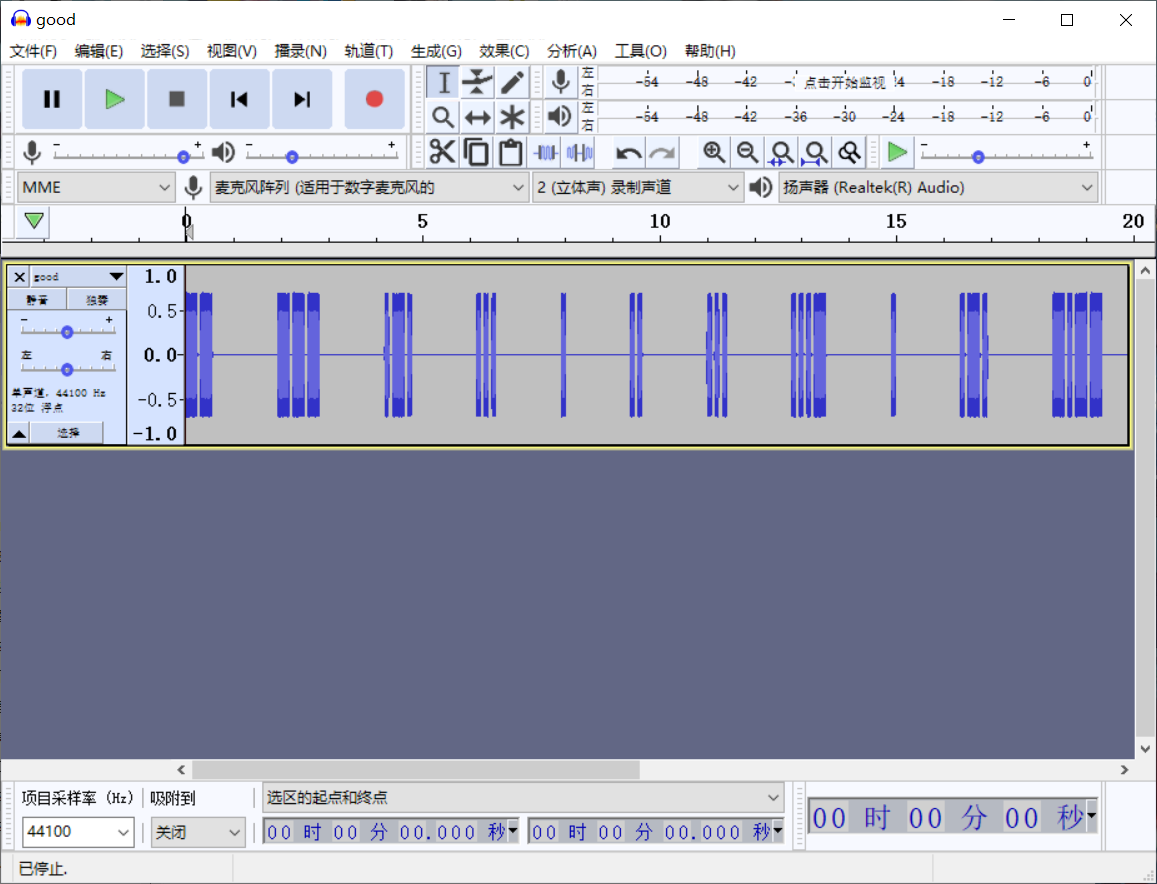 good
文件(F) 编辑(E) 选择(S) 视图(V) 播录(N) 轨道(T) 生成(G) 效果(C) 分析(A) 工具(O) 帮助(H)
左 右 -54 -48 -42 点击开始监视 -18 -12 -6 0
左 右 -54 -48 -42 -36 -30 -24 -18 -12 -6 0
- + - + - +
MME 麦克风阵列 (适用于数字麦克风的 2 (立体声) 录制声道 扬声器 (Realtek(R) Audio)
0 5 10 15 20
good 1.0
静音 独奏 0.5
- + 0.0
左 右
单声道, 44100 Hz -0.5
32位 浮点
选择 -1.0
项目采样率 (Hz) 吸附到 选区的起点和终点
44100 关闭 00 时 00 分 00.000 秒 00 时 00 分 00.000 秒 00 时 00 分 00 秒
已停止.